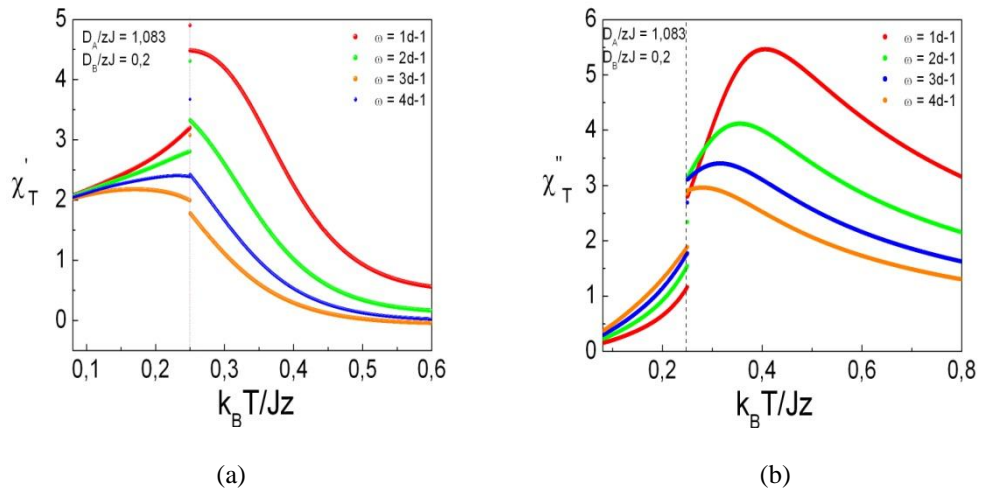 5
4
3
2
1
0
χ'T
D_A/zJ = 1,083
D_B/zJ = 0,2
ω = 1d-1
ω = 2d-1
ω = 3d-1
ω = 4d-1
0,1 0,2 0,3 0,4 0,5 0,6
k_BT/Jz
(a)
6
5
4
3
2
1
0
χ"T
D_A/zJ = 1,083
D_B/zJ = 0,2
ω = 1d-1
ω = 2d-1
ω = 3d-1
ω = 4d-1
0,2 0,4 0,6 0,8
k_BT/Jz
(b)